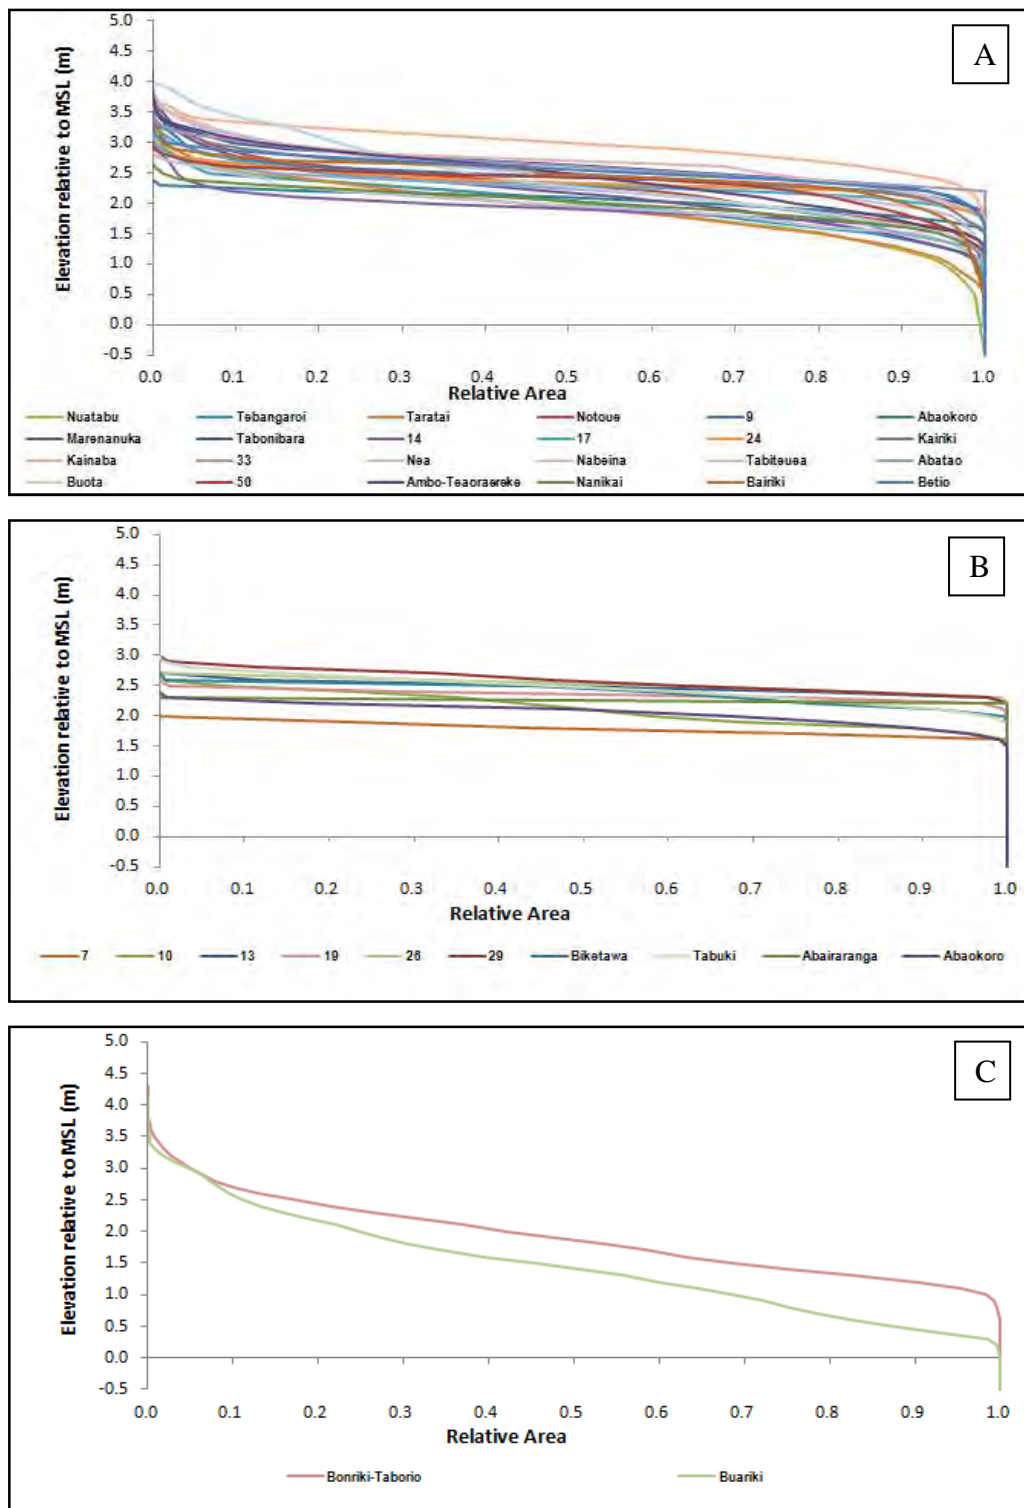 A
Elevation relative to MSL (m)
5.0
4.5
4.0
3.5
3.0
2.5
2.0
1.5
1.0
0.5
0.0
-0.5
0.0 0.1 0.2 0.3 0.4 0.5 0.6 0.7 0.8 0.9 1.0
Relative Area
Nuatabu Tebangaroi Taratai Notoue 9 Abaokoro
Marenanuka Tabonibara 14 17 24 Kairiki
Kainaba 33 Nea Nabeina Tabiteuea Abatao
Buota 50 Ambo-Teaoraereke Nanikai Bairiki Betio
B
Elevation relative to MSL (m)
5.0
4.5
4.0
3.5
3.0
2.5
2.0
1.5
1.0
0.5
0.0
-0.5
0.0 0.1 0.2 0.3 0.4 0.5 0.6 0.7 0.8 0.9 1.0
Relative Area
7 10 13 19 26 29 Biketawa Tabuki Abairaranga Abaokoro
C
Elevation relative to MSL (m)
5.0
4.5
4.0
3.5
3.0
2.5
2.0
1.5
1.0
0.5
0.0
-0.5
0.0 0.1 0.2 0.3 0.4 0.5 0.6 0.7 0.8 0.9 1.0
Relative Area
Bonriki-Taborio Buariki